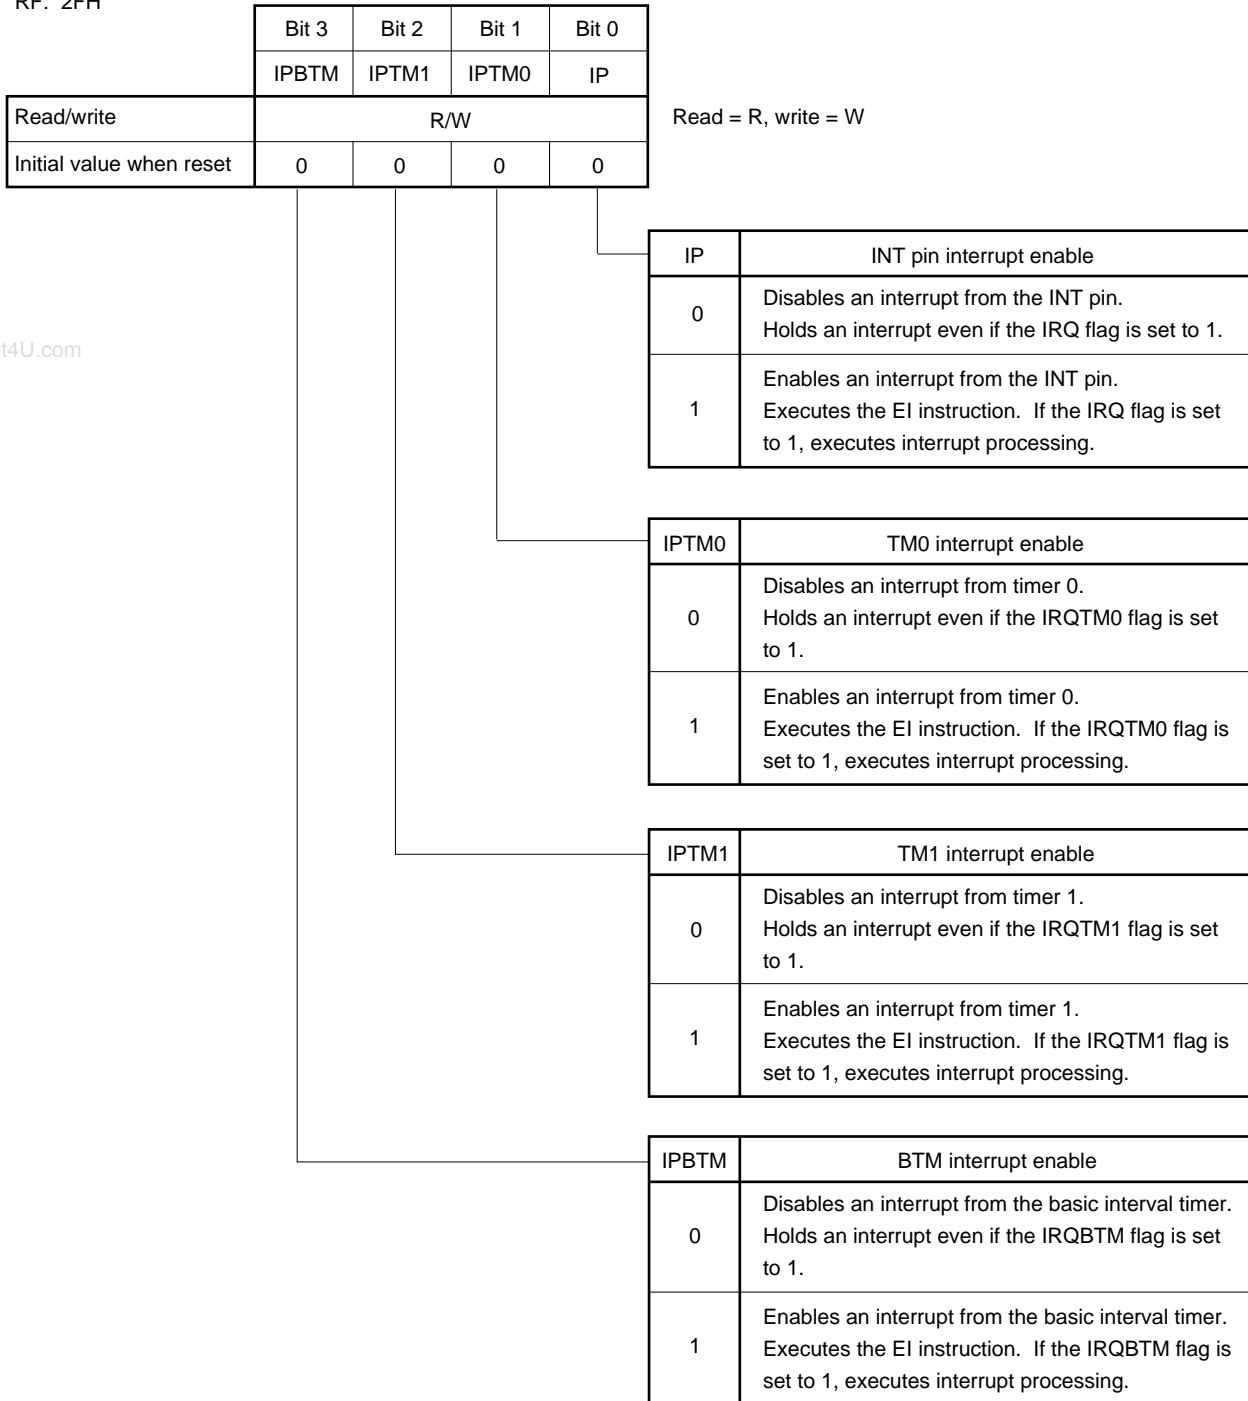 RF: 2FH
Bit 3 Bit 2 Bit 1 Bit 0
IPBTM IPTM1 IPTM0 IP
Read/write R/W Read = R, write = W
Initial value when reset 0 0 0 0
IP INT pin interrupt enable
0 Disables an interrupt from the INT pin.
Holds an interrupt even if the IRQ flag is set to 1.
t4U.com
1 Enables an interrupt from the INT pin.
Executes the EI instruction. If the IRQ flag is set
to 1, executes interrupt processing.
IPTM0 TM0 interrupt enable
0 Disables an interrupt from timer 0.
Holds an interrupt even if the IRQTM0 flag is set
to 1.
1 Enables an interrupt from timer 0.
Executes the EI instruction. If the IRQTM0 flag is
set to 1, executes interrupt processing.
IPTM1 TM1 interrupt enable
0 Disables an interrupt from timer 1.
Holds an interrupt even if the IRQTM1 flag is set
to 1.
1 Enables an interrupt from timer 1.
Executes the EI instruction. If the IRQTM1 flag is
set to 1, executes interrupt processing.
IPBTM BTM interrupt enable
0 Disables an interrupt from the basic interval timer.
Holds an interrupt even if the IRQBTM flag is set
to 1.
1 Enables an interrupt from the basic interval timer.
Executes the EI instruction. If the IRQBTM flag is
set to 1, executes interrupt processing.